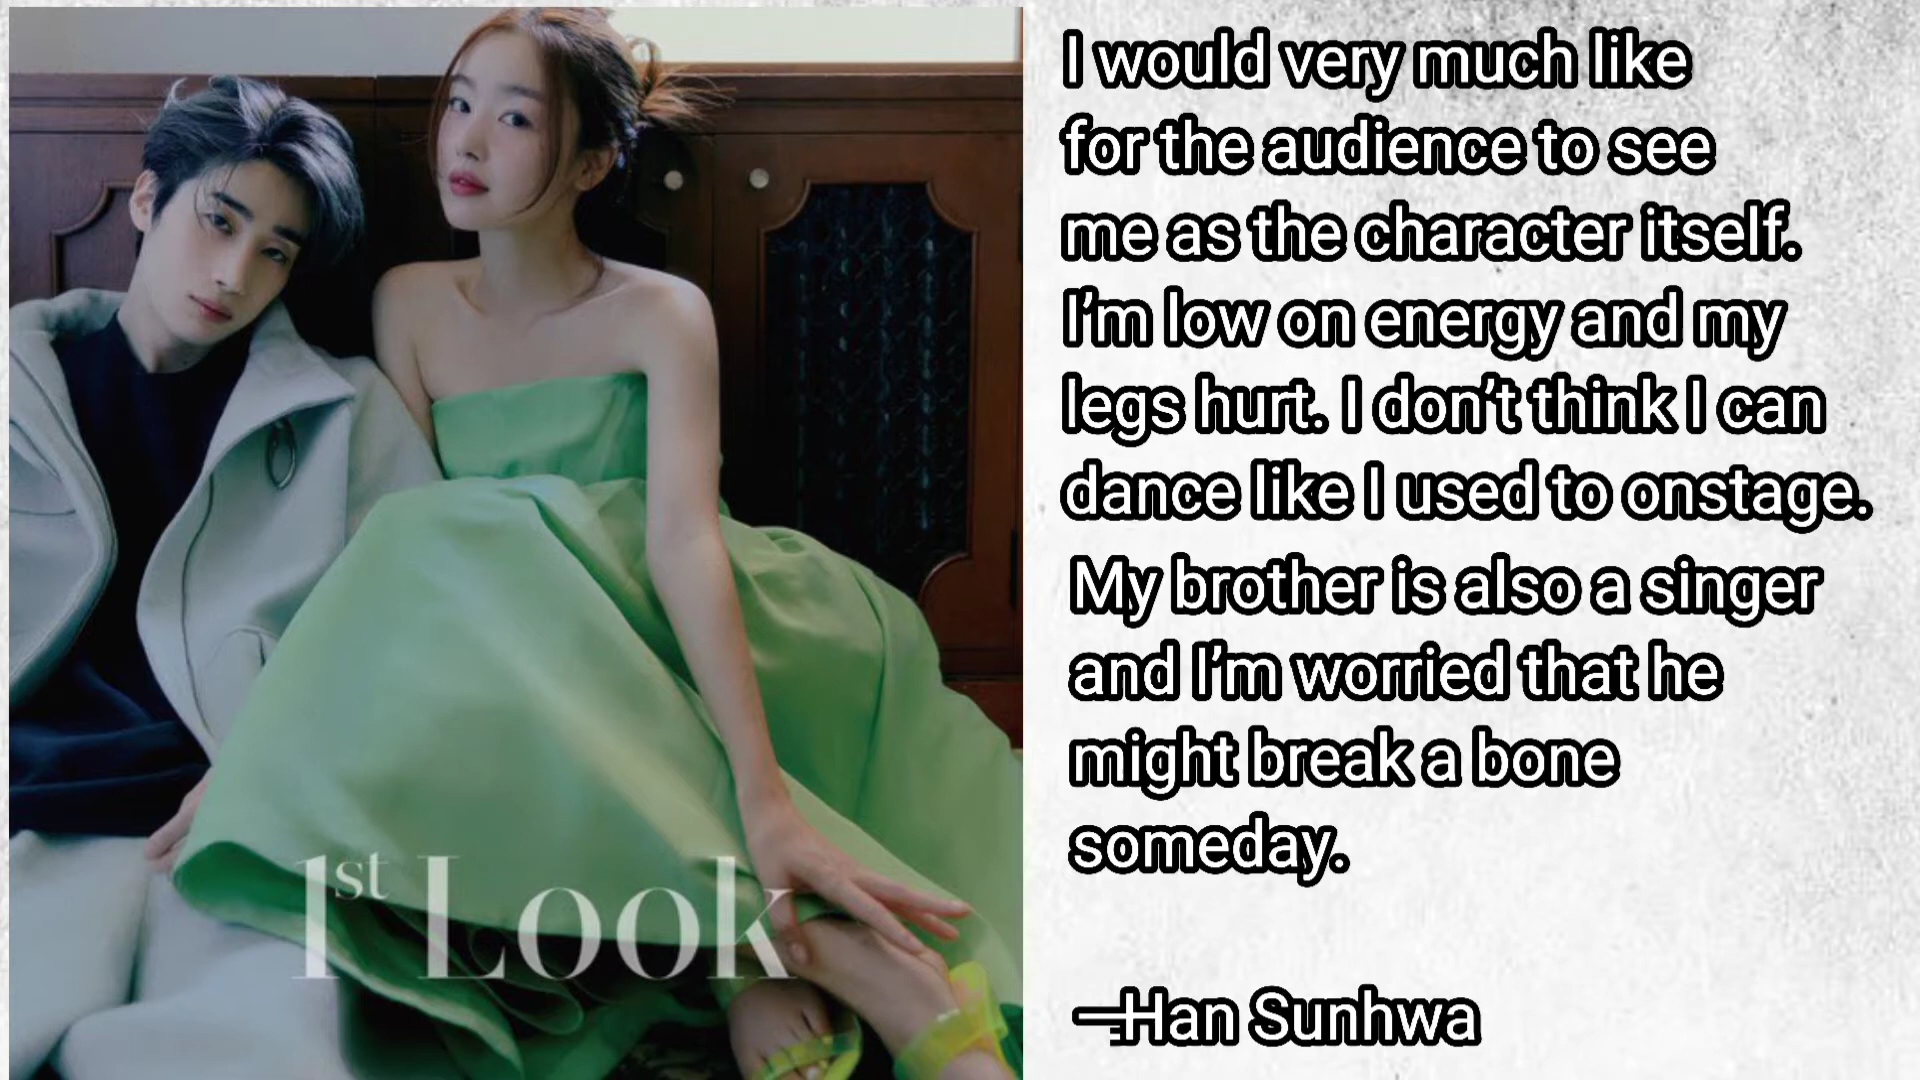 I would very much like
for the audience to see
me as the character itself.
I'm low on energy and my
legs hurt. I don't think I can
dance like I used to onstage.
My brother is also a singer
and I'm worried that he
might break a bone
someday.
—Han Sunhwa
1st Look